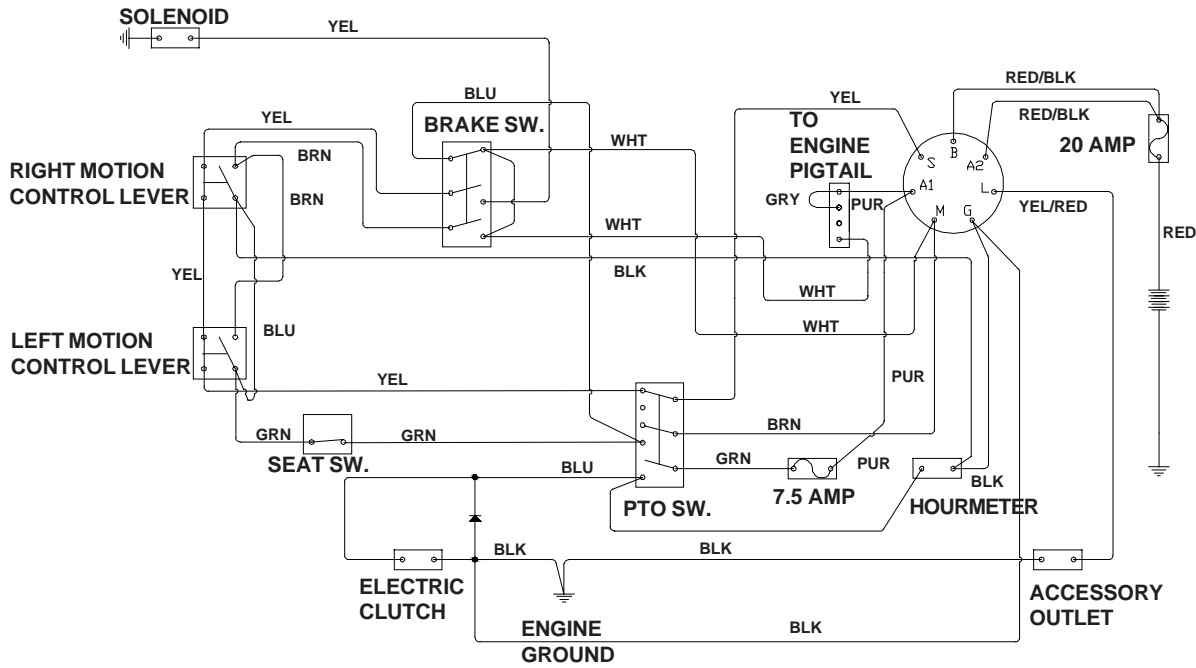 SOLENOID
YEL
RED/BLK
BLU
YEL
TO
ENGINE
PIGTAIL
RED/BLK
YEL
BRAKE SW.
WHT
20 AMP
BRN
S
B
A2
RIGHT MOTION
CONTROL LEVER
BRN
GRY
PUR
A1
L
YEL/RED
M
G
WHT
RED
YEL
BLK
WHT
BLU
WHT
LEFT MOTION
CONTROL LEVER
YEL
PUR
GRN
GRN
BRN
SEAT SW.
BLU
GRN
PUR
BLK
PTO SW.
7.5 AMP
HOURMETER
BLK
BLK
ELECTRIC
CLUTCH
ACCESSORY
OUTLET
ENGINE
GROUND
BLK